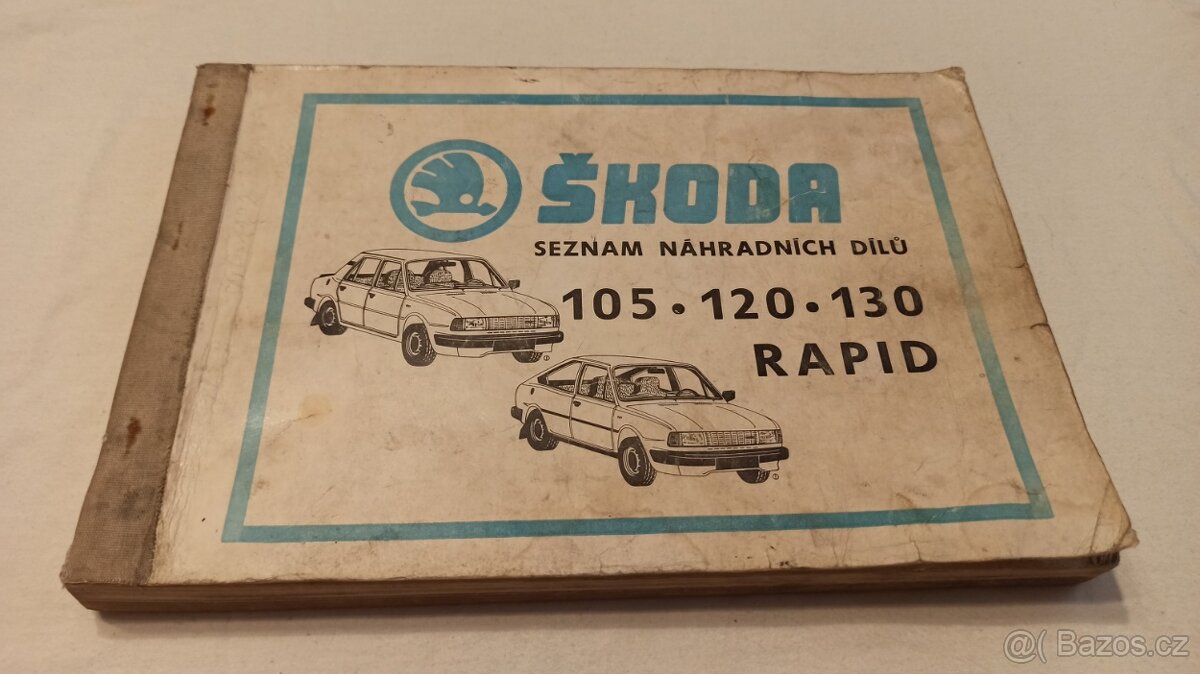 ŠKODA
SEZNAM NÁHRADNÍCH DÍLŮ
105 • 120 • 130
RAPID
@( Bazos.cz